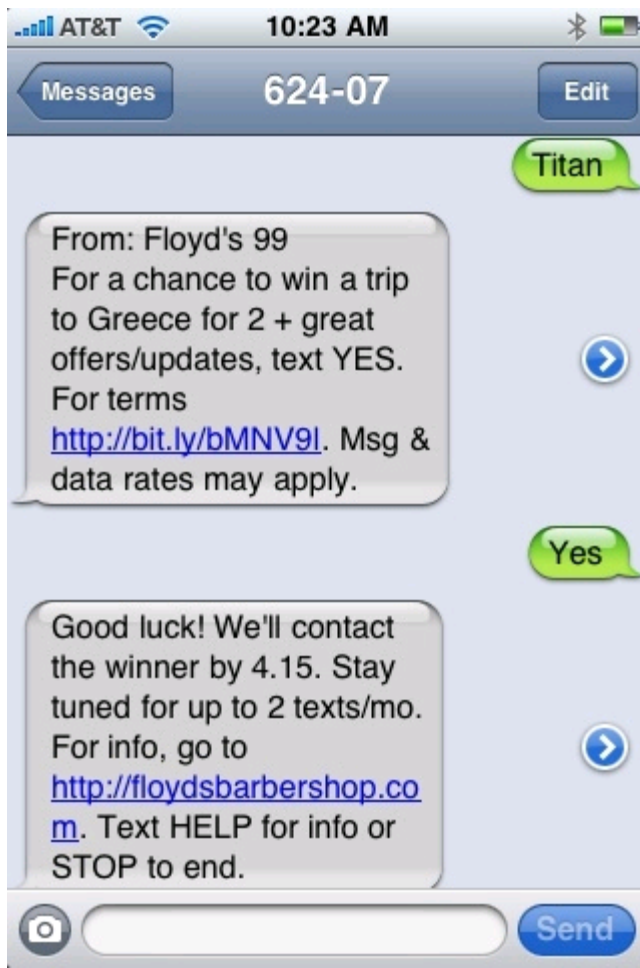 AT&T 10:23 AM
Messages 624-07 Edit
Titan
From: Floyd's 99
For a chance to win a trip
to Greece for 2 + great
offers/updates, text YES.
For terms
http://bit.ly/bMNV9l. Msg &
data rates may apply.
Yes
Good luck! We'll contact
the winner by 4.15. Stay
tuned for up to 2 texts/mo.
For info, go to
http://floydsbarbershop.co
m. Text HELP for info or
STOP to end.
Send